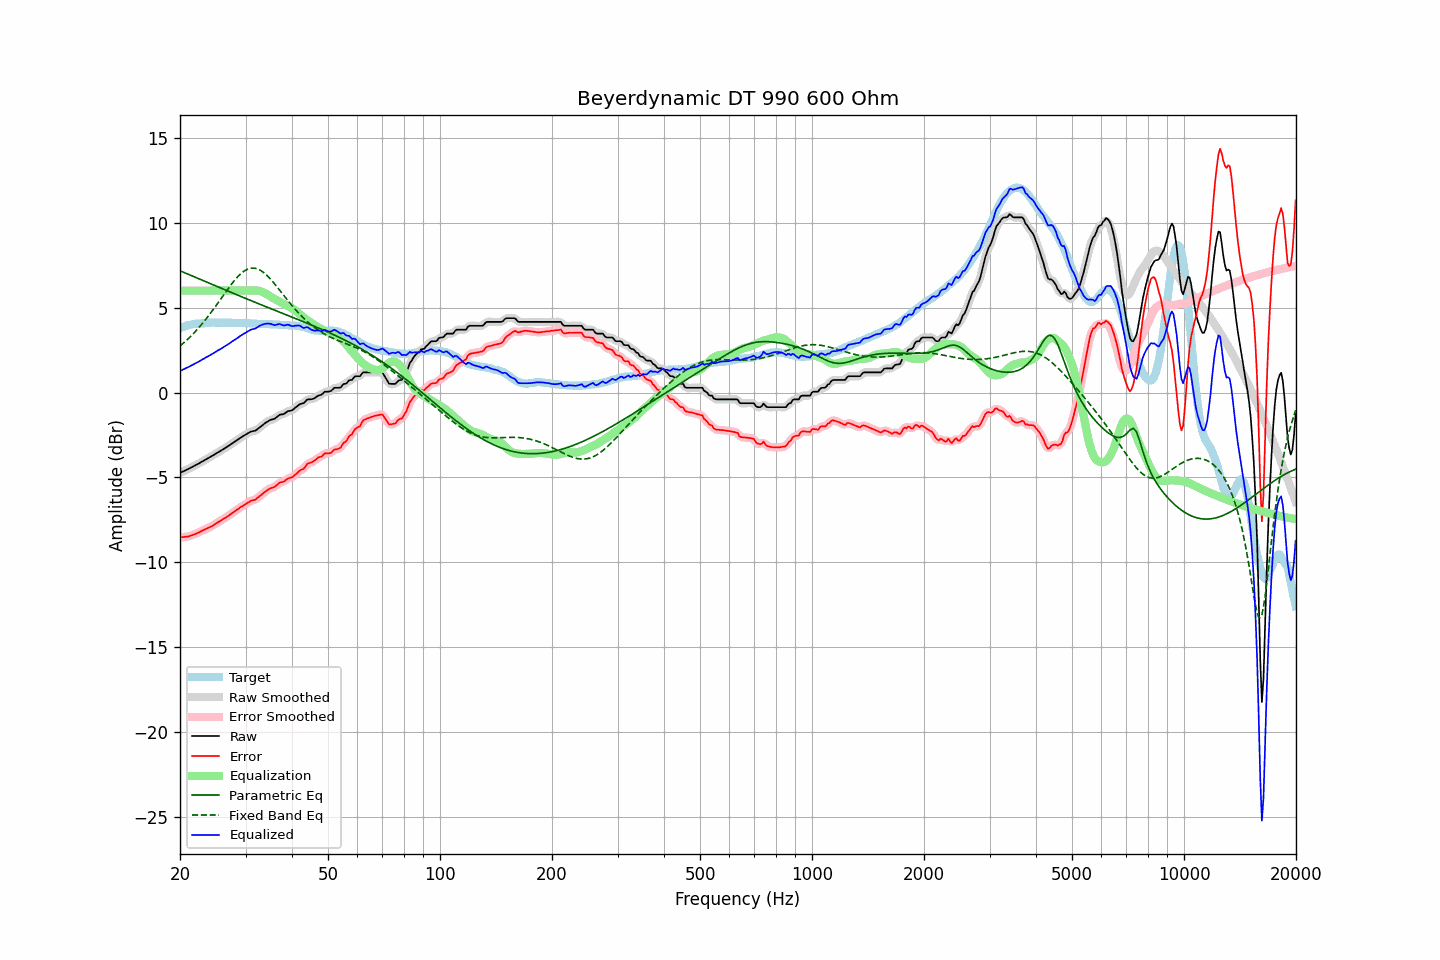 Beyerdynamic DT 990 600 Ohm
15
10
5
0
−5
−10
−15
−20
−25
Amplitude (dBr)
Target
Raw Smoothed
Error Smoothed
Raw
Error
Equalization
Parametric Eq
Fixed Band Eq
Equalized
20 50 100 200 500 1000 2000 5000 10000 20000
Frequency (Hz)